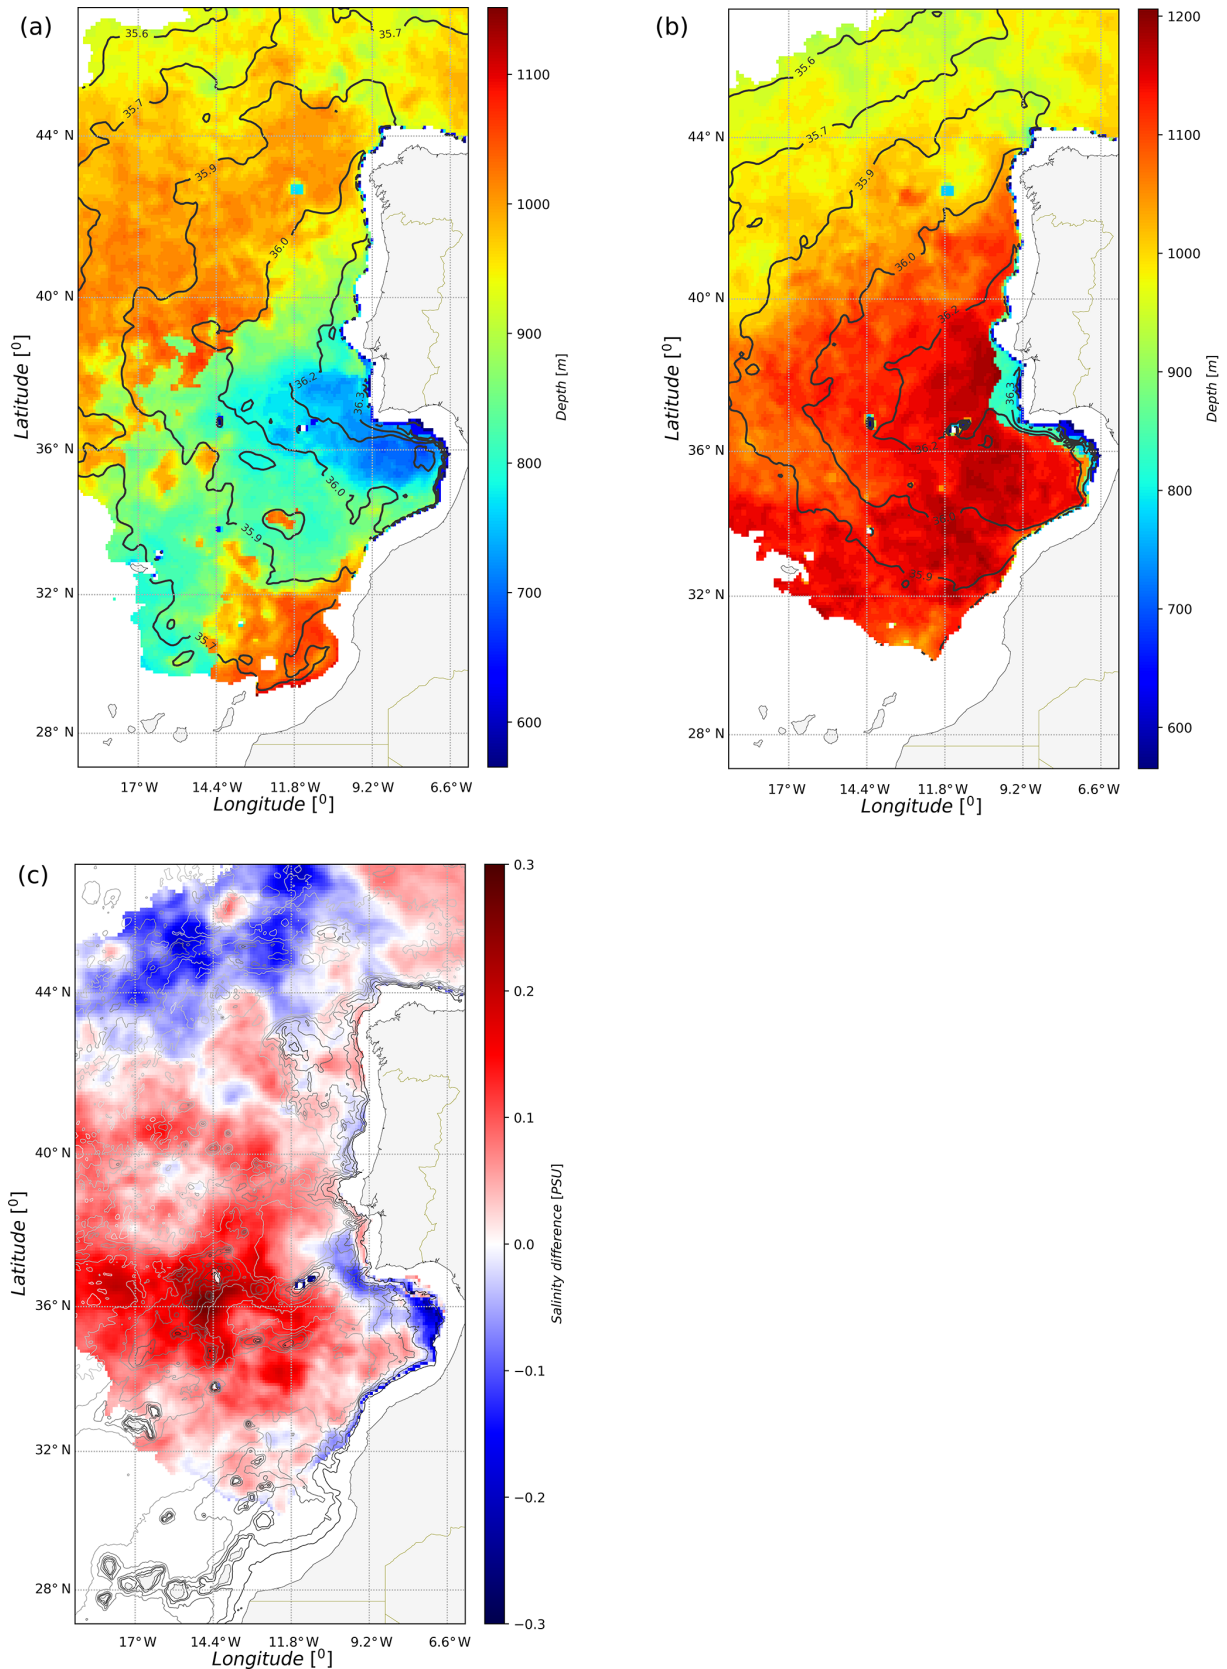 (a)
35.6
35.7
35.7
35.9
36.0
36.2
36.3
36.0
35.9
35.7
44° N
40° N
36° N
32° N
28° N
17°W
14.4°W
11.8°W
9.2°W
6.6°W
Latitude [⁰]
Longitude [⁰]
1100
1000
900
800
700
600
Depth [m]
(b)
35.6
35.7
35.9
36.0
36.2
36.3
36.2
35.9
44° N
40° N
36° N
32° N
28° N
17°W
14.4°W
11.8°W
9.2°W
6.6°W
Latitude [⁰]
Longitude [⁰]
1200
1100
1000
900
800
700
600
Depth [m]
(c)
44° N
40° N
36° N
32° N
28° N
17°W
14.4°W
11.8°W
9.2°W
6.6°W
Latitude [⁰]
Longitude [⁰]
0.3
0.2
0.1
0.0
−0.1
−0.2
−0.3
Salinity difference [PSU]